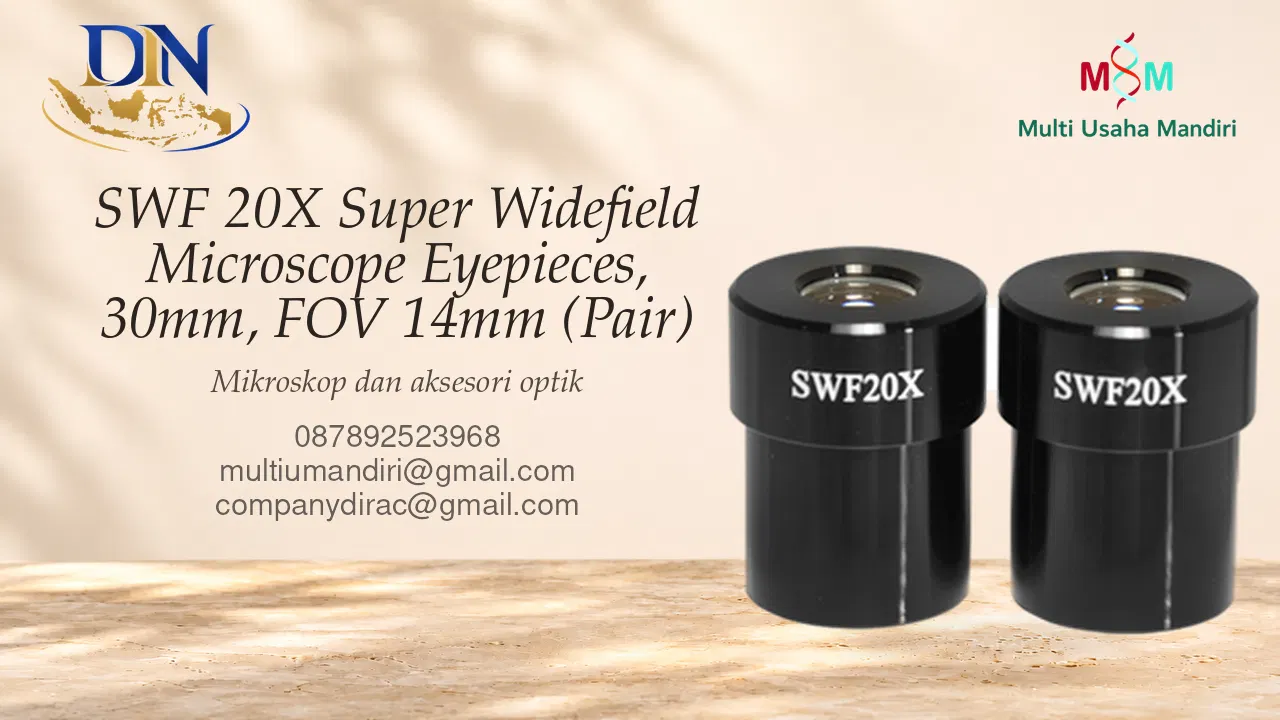 DIN
M M
Multi Usaha Mandiri
SWF 20X Super Widefield
Microscope Eyepieces,
30mm, FOV 14mm (Pair)
Mikroskop dan aksesori optik
087892523968
multiumandiri@gmail.com
companydirac@gmail.com
SWF20X
SWF20X